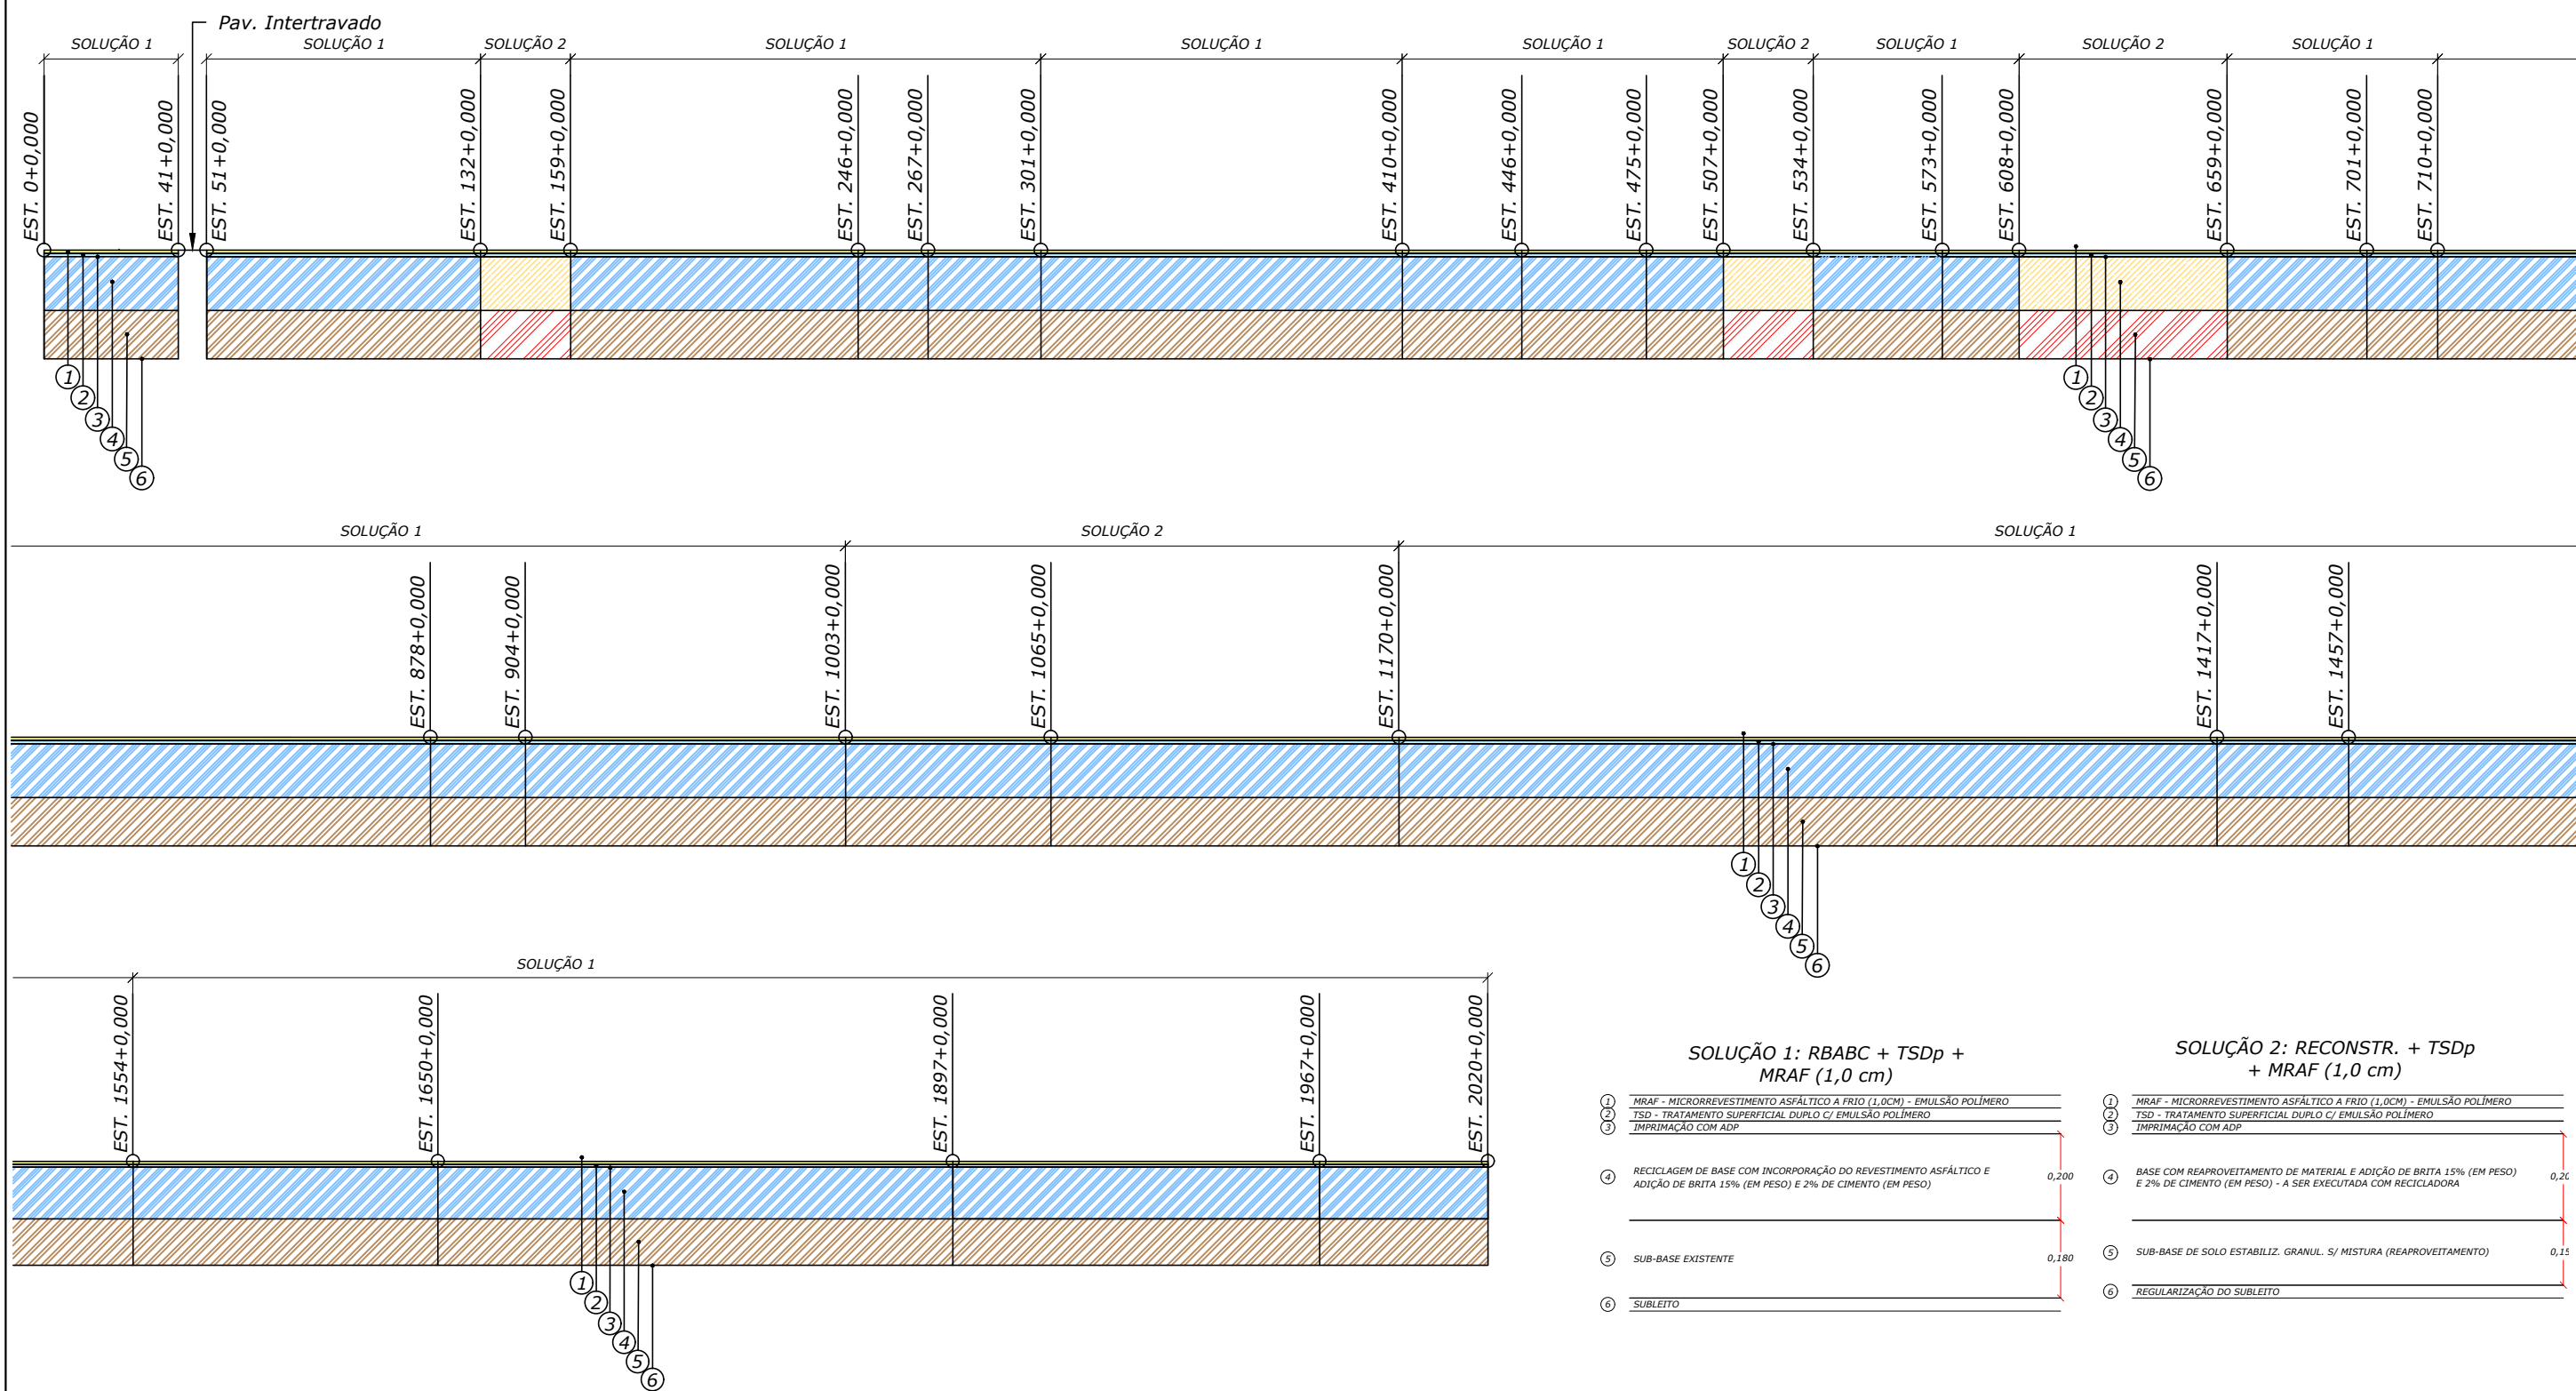 Pav. Intertravado
SOLUÇÃO 1
SOLUÇÃO 1
SOLUÇÃO 2
SOLUÇÃO 1
SOLUÇÃO 1
SOLUÇÃO 1
SOLUÇÃO 2
SOLUÇÃO 1
SOLUÇÃO 2
SOLUÇÃO 1
EST. 0+0,000
EST. 41+0,000
EST. 51+0,000
EST. 132+0,000
EST. 159+0,000
EST. 246+0,000
EST. 267+0,000
EST. 301+0,000
EST. 410+0,000
EST. 446+0,000
EST. 475+0,000
EST. 507+0,000
EST. 534+0,000
EST. 573+0,000
EST. 608+0,000
EST. 659+0,000
EST. 701+0,000
EST. 710+0,000
1
2
3
4
5
6
1
2
3
4
5
6
SOLUÇÃO 1
SOLUÇÃO 2
SOLUÇÃO 1
EST. 878+0,000
EST. 904+0,000
EST. 1003+0,000
EST. 1065+0,000
EST. 1170+0,000
EST. 1417+0,000
EST. 1457+0,000
1
2
3
4
5
6
SOLUÇÃO 1
EST. 1554+0,000
EST. 1650+0,000
EST. 1897+0,000
EST. 1967+0,000
EST. 2020+0,000
1
2
3
4
5
6
SOLUÇÃO 1: RBABC + TSDp +
MRAF (1,0 cm)
1 MRAF - MICRORREVESTIMENTO ASFÁLTICO A FRIO (1,0CM) - EMULSÃO POLÍMERO
2 TSD - TRATAMENTO SUPERFICIAL DUPLO C/ EMULSÃO POLÍMERO
3 IMPRIMAÇÃO COM ADP
4 RECICLAGEM DE BASE COM INCORPORAÇÃO DO REVESTIMENTO ASFÁLTICO E
ADIÇÃO DE BRITA 15% (EM PESO) E 2% DE CIMENTO (EM PESO)
0,200
5 SUB-BASE EXISTENTE
0,180
6 SUBLEITO
SOLUÇÃO 2: RECONSTR. + TSDp
+ MRAF (1,0 cm)
1 MRAF - MICRORREVESTIMENTO ASFÁLTICO A FRIO (1,0CM) - EMULSÃO POLÍMERO
2 TSD - TRATAMENTO SUPERFICIAL DUPLO C/ EMULSÃO POLÍMERO
3 IMPRIMAÇÃO COM ADP
4 BASE COM REAPROVEITAMENTO DE MATERIAL E ADIÇÃO DE BRITA 15% (EM PESO)
E 2% DE CIMENTO (EM PESO) - A SER EXECUTADA COM RECICLADORA
5 SUB-BASE DE SOLO ESTABILIZ. GRANUL. S/ MISTURA (REAPROVEITAMENTO)
6 REGULARIZAÇÃO DO SUBLEITO